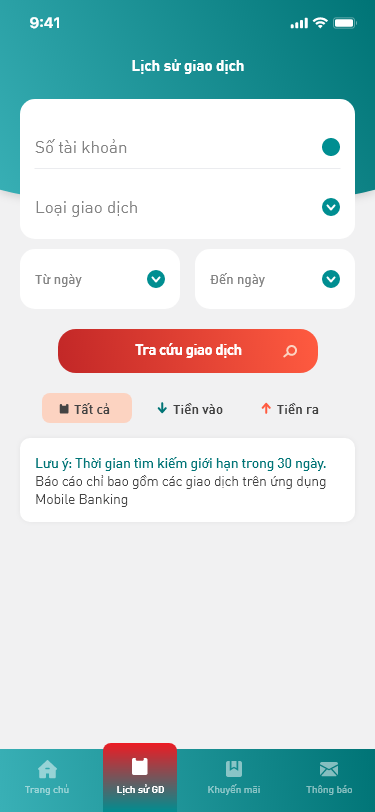 9:41
Lịch sử giao dịch
Số tài khoản
Loại giao dịch
Từ ngày
Đến ngày
Tra cứu giao dịch
Tất cả
Tiền vào
Tiền ra
Lưu ý: Thời gian tìm kiếm giới hạn trong 30 ngày.
Báo cáo chỉ bao gồm các giao dịch trên ứng dụng
Mobile Banking
Trang chủ
Lịch sử GD
Khuyến mãi
Thông báo